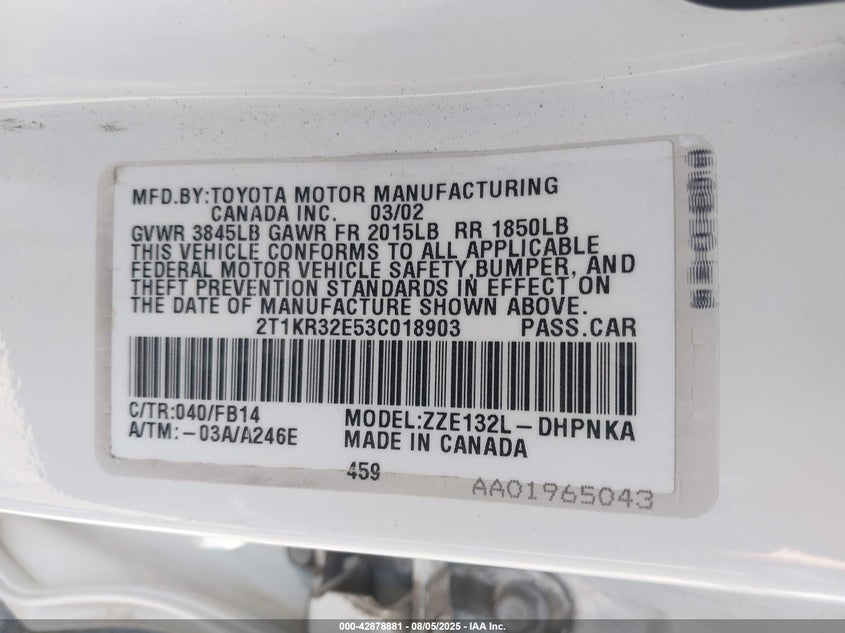 MFD.BY:TOYOTA MOTOR MANUFACTURING
CANADA INC. 03/02
GVWR 3845LB GAWR FR 2015LB RR 1850LB
THIS VEHICLE CONFORMS TO ALL APPLICABLE
FEDERAL MOTOR VEHICLE SAFETY,BUMPER, AND
THEFT PREVENTION STANDARDS IN EFFECT ON
THE DATE OF MANUFACTURE SHOWN ABOVE.
2T1KR32E53C018903 PASS.CAR
C/TR:040/FB14 MODEL:ZZE132L-DHPNKA
A/TM:-03A/A246E MADE IN CANADA
459
AA01965043
000-42878881 - 08/05/2025 - IAA Inc.